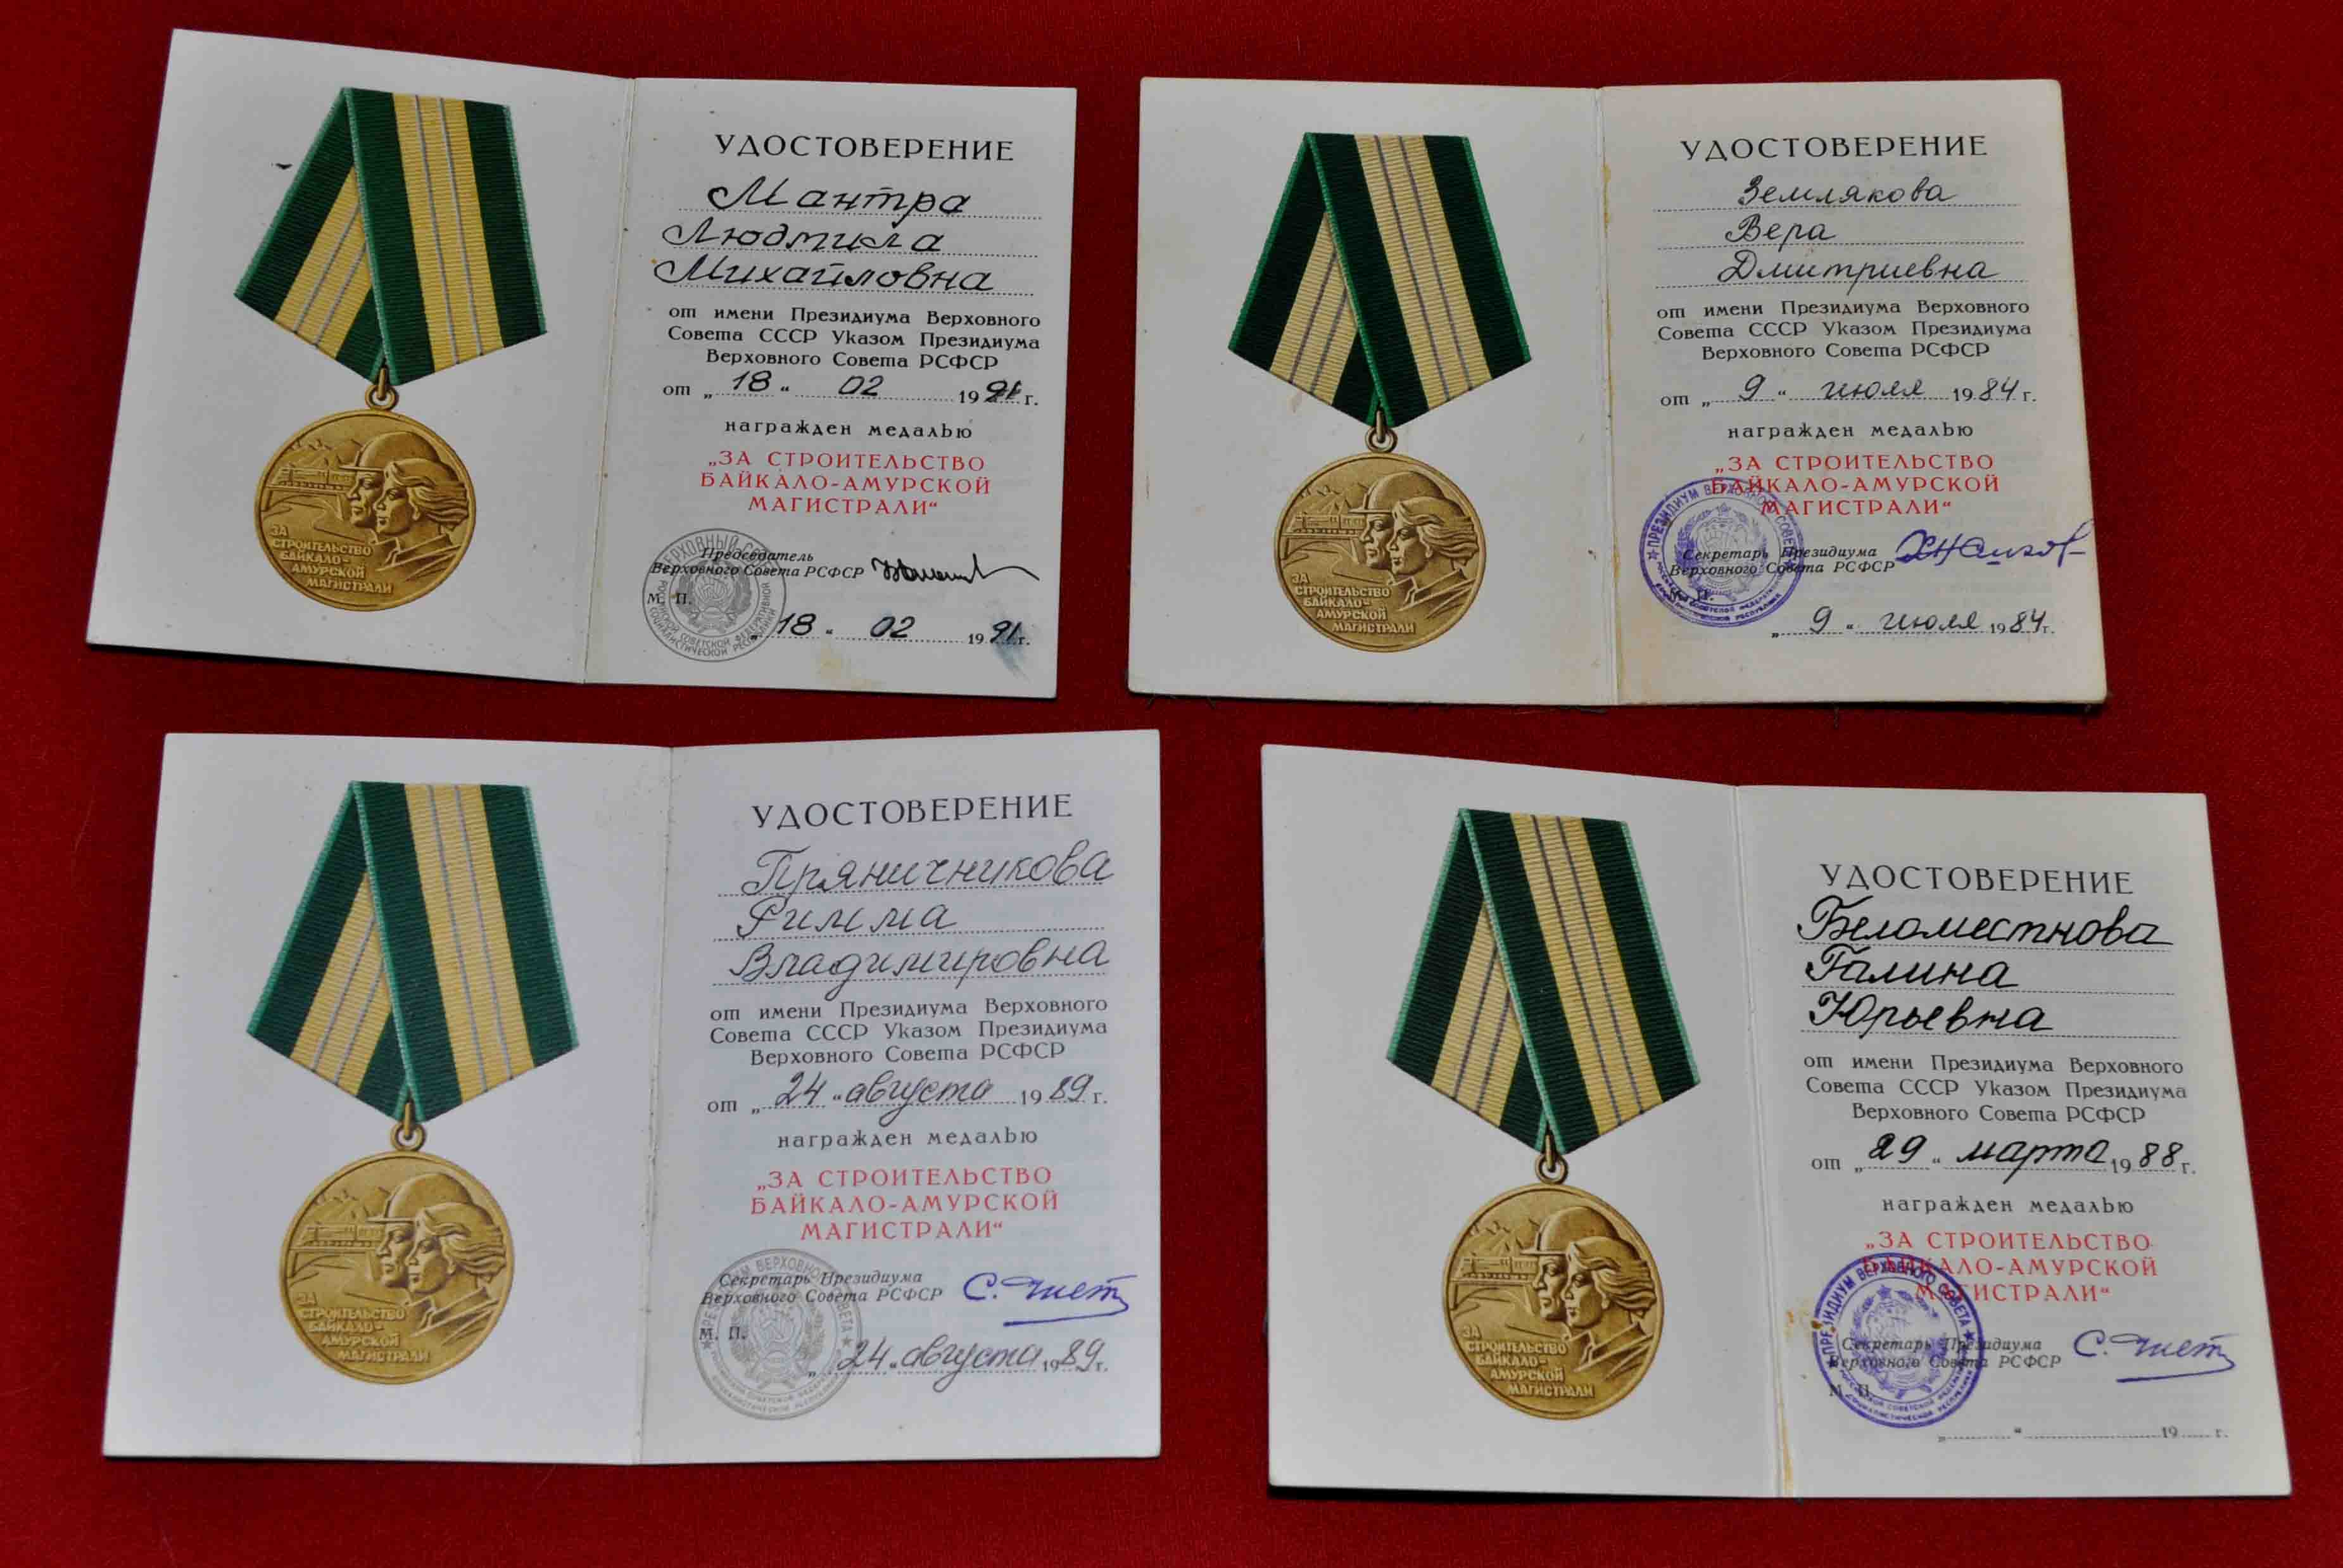 УДОСТОВЕРЕНИЕ
Мантра
Людмила
Михайловна
от имени Президиума Верховного
Совета СССР Указом Президиума
Верховного Совета РСФСР
от „18“ 02 1991 г.
награжден медалью
„ЗА СТРОИТЕЛЬСТВО
БАЙКАЛО-АМУРСКОЙ
МАГИСТРАЛИ“
Председатель
Верховного Совета РСФСР
М. П.
„18“ 02 1991 г.
ЗА
СТРОИТЕЛЬСТВО
БАЙКАЛО-
АМУРСКОЙ
МАГИСТРАЛИ
УДОСТОВЕРЕНИЕ
Землякова
Вера
Дмитриевна
от имени Президиума Верховного
Совета СССР Указом Президиума
Верховного Совета РСФСР
от „9“ июля 1984 г.
награжден медалью
„ЗА СТРОИТЕЛЬСТВО
БАЙКАЛО-АМУРСКОЙ
МАГИСТРАЛИ“
Секретарь Президиума
Верховного Совета РСФСР
М. П.
„9“ июля 1984 г.
ЗА
СТРОИТЕЛЬСТВО
БАЙКАЛО-
АМУРСКОЙ
МАГИСТРАЛИ
УДОСТОВЕРЕНИЕ
Пряничникова
Римма
Владимировна
от имени Президиума Верховного
Совета СССР Указом Президиума
Верховного Совета РСФСР
от „24“ августа 1989 г.
награжден медалью
„ЗА СТРОИТЕЛЬСТВО
БАЙКАЛО-АМУРСКОЙ
МАГИСТРАЛИ“
Секретарь Президиума
Верховного Совета РСФСР
М. П.
„24“ августа 1989 г.
ЗА
СТРОИТЕЛЬСТВО
БАЙКАЛО-
АМУРСКОЙ
МАГИСТРАЛИ
УДОСТОВЕРЕНИЕ
Беломестнова
Галина
Юрьевна
от имени Президиума Верховного
Совета СССР Указом Президиума
Верховного Совета РСФСР
от „29“ марта 1988 г.
награжден медалью
„ЗА СТРОИТЕЛЬСТВО
БАЙКАЛО-АМУРСКОЙ
МАГИСТРАЛИ“
Секретарь Президиума
Верховного Совета РСФСР
М. П.
„ “ 19 г.
ЗА
СТРОИТЕЛЬСТВО
БАЙКАЛО-
АМУРСКОЙ
МАГИСТРАЛИ